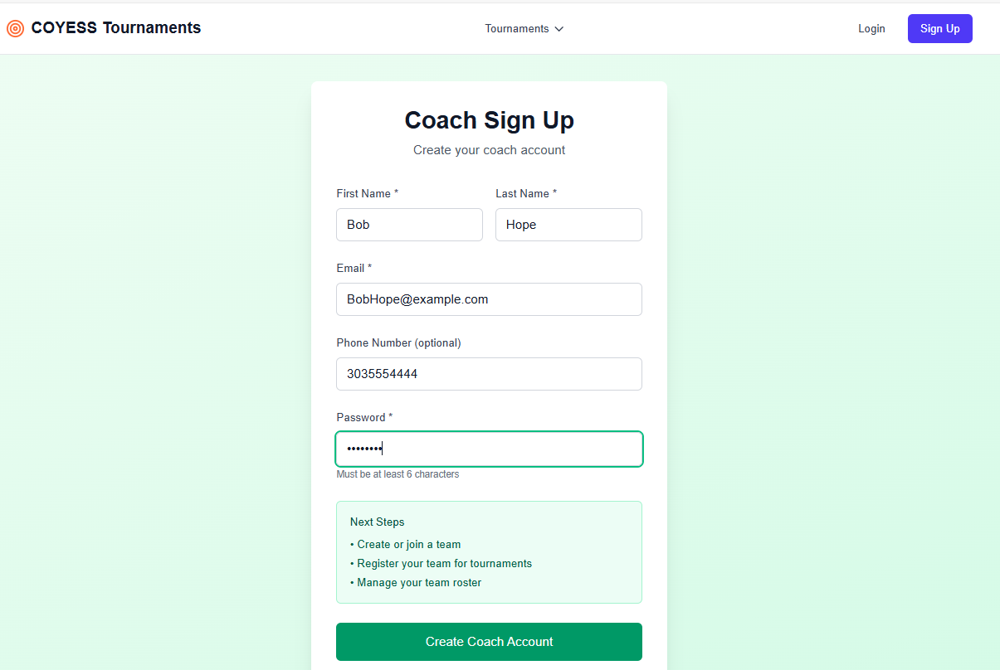 COYESS Tournaments
Tournaments
Login
Sign Up
Coach Sign Up
Create your coach account
First Name * Last Name *
Bob Hope
Email *
BobHope@example.com
Phone Number (optional)
3035554444
Password *
••••••••
Must be at least 6 characters
Next Steps
• Create or join a team
• Register your team for tournaments
• Manage your team roster
Create Coach Account